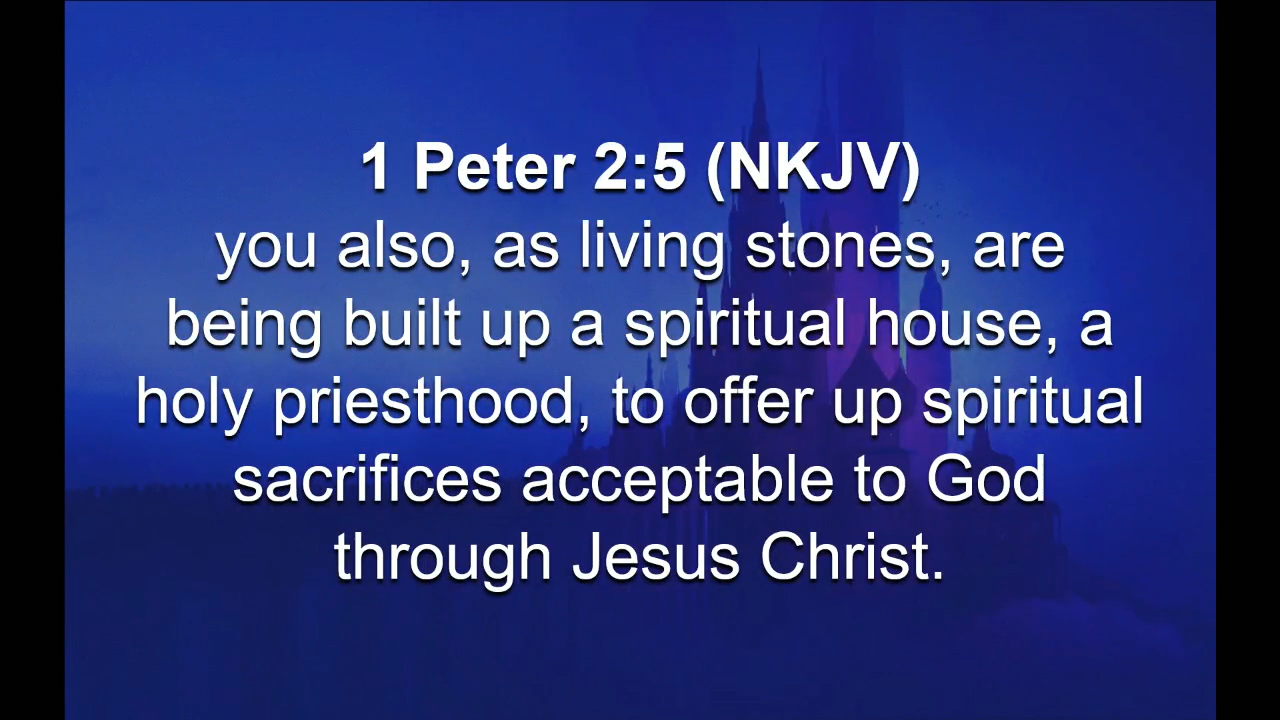 1 Peter 2:5 (NKJV)
you also, as living stones, are
being built up a spiritual house, a
holy priesthood, to offer up spiritual
sacrifices acceptable to God
through Jesus Christ.